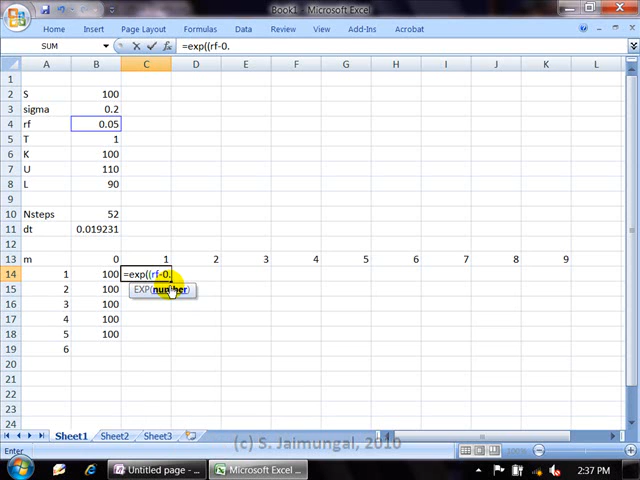 Book1 - Microsoft Excel
Home Insert Page Layout Formulas Data Review View Add-Ins Acrobat
SUM =exp((rf-0.
A B C D E F G H I J K L
1
2 S 100
3 sigma 0.2
4 rf 0.05
5 T 1
6 K 100
7 U 110
8 L 90
9
10 Nsteps 52
11 dt 0.019231
12
13 m 0 1 2 3 4 5 6 7 8 9
14 1 100 =exp((rf-0.
15 2 100 EXP(number)
16 3 100
17 4 100
18 5 100
19 6
20
21
22
23
24
Sheet1 Sheet2 Sheet3
(c) S. Jaimungal, 2010
Enter 100%
Untitled page - ... Microsoft Excel ... 2:37 PM